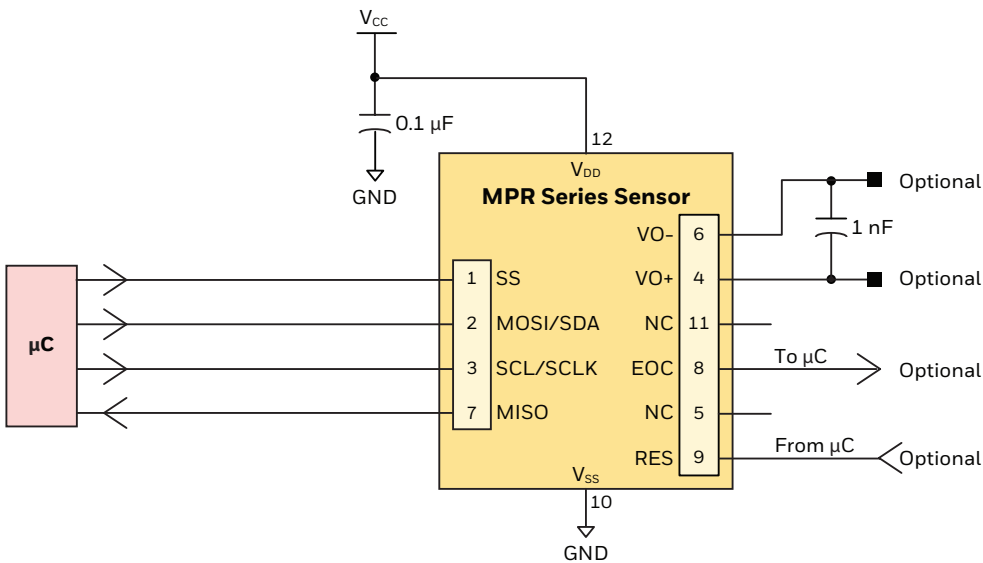 VCC
0.1 µF
GND
12
VDD
MPR Series Sensor
VO- 6
Optional
1 nF
1 SS
VO+ 4
Optional
µC
2 MOSI/SDA
NC 11
3 SCL/SCLK
EOC 8
To µC
Optional
7 MISO
NC 5
RES 9
From µC
Optional
VSS
10
GND